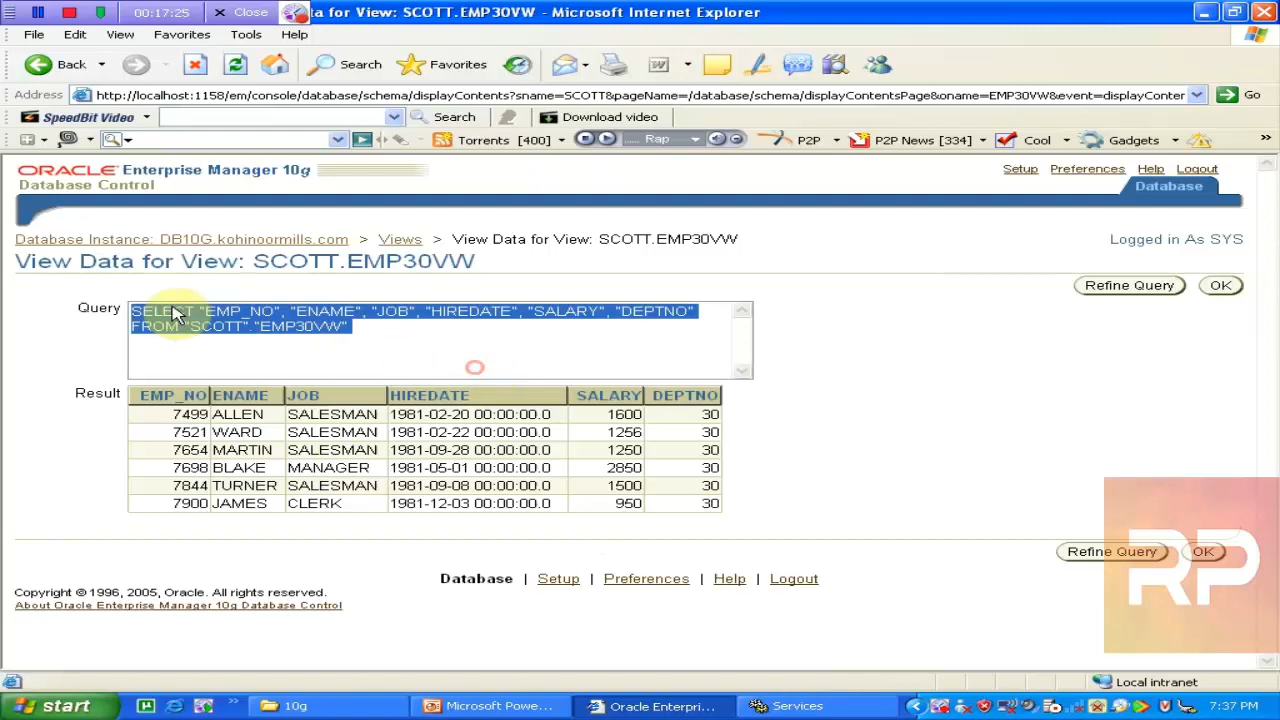 00:17:25 Close ta for View: SCOTT.EMP30VW - Microsoft Internet Explorer
File Edit View Favorites Tools Help
Back Search Favorites
Address http://localhost:1158/em/console/database/schema/displayContents?sname=SCOTT&pageName=/database/schema/displayContentsPage&oname=EMP30VW&event=displayConter Go
SpeedBit Video Search Download video
Torrents [400] Rap P2P P2P News [334] Cool Gadgets »
ORACLE Enterprise Manager 10g Setup Preferences Help Logout
Database Control Database
Database Instance: DB10G.kohinoormills.com > Views > View Data for View: SCOTT.EMP30VW Logged in As SYS
View Data for View: SCOTT.EMP30VW
Refine Query OK
Query SELECT "EMP_NO", "ENAME", "JOB", "HIREDATE", "SALARY", "DEPTNO"
FROM "SCOTT"."EMP30VW"
Result EMP_NO ENAME JOB HIREDATE SALARY DEPTNO
7499 ALLEN SALESMAN 1981-02-20 00:00:00.0 1600 30
7521 WARD SALESMAN 1981-02-22 00:00:00.0 1256 30
7654 MARTIN SALESMAN 1981-09-28 00:00:00.0 1250 30
7698 BLAKE MANAGER 1981-05-01 00:00:00.0 2850 30
7844 TURNER SALESMAN 1981-09-08 00:00:00.0 1500 30
7900 JAMES CLERK 1981-12-03 00:00:00.0 950 30
Refine Query OK
RP
Database | Setup | Preferences | Help | Logout
Copyright © 1996, 2005, Oracle. All rights reserved.
About Oracle Enterprise Manager 10g Database Control
Local intranet
start » 10g Microsoft Powe... Oracle Enterpri... Services 7:37 PM